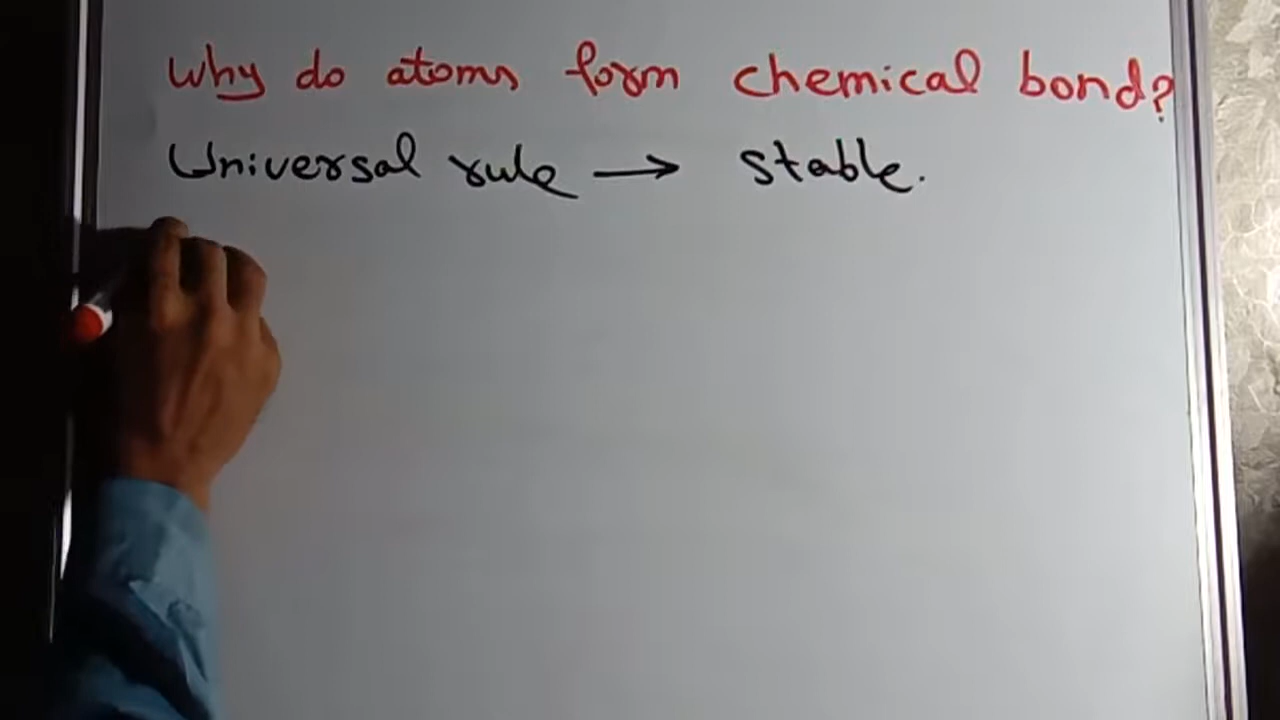 Why do atoms form chemical bond?
Universal rule → stable.